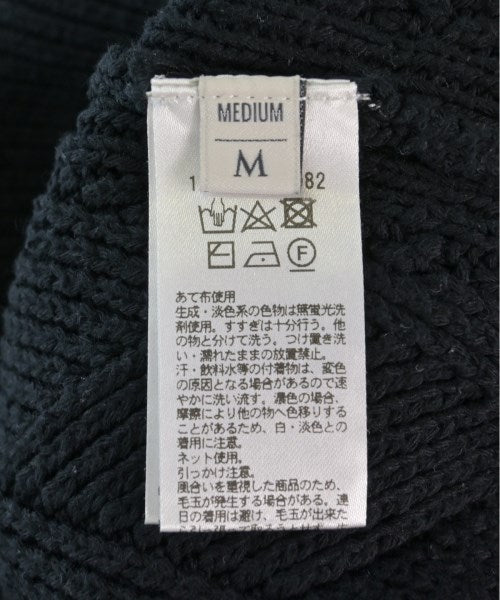 MEDIUM
M
1 82
F
あて布使用
生成・淡色系の色物は無蛍光洗
剤使用。すすぎは十分行う。他
の物と分けて洗う。つけ置き洗
い・濡れたままの放置禁止。
汗・飲料水等の付着物は、変色
の原因となる場合があるので速
やかに洗い流す。濃色の場合、
摩擦により他の物へ色移りする
ことがあるため、白・淡色との
着用に注意。
ネット使用。
引っかけ注意。
風合いを重視した商品のため、
毛玉が発生する場合がある。連
日の着用は避け、毛玉が出来た